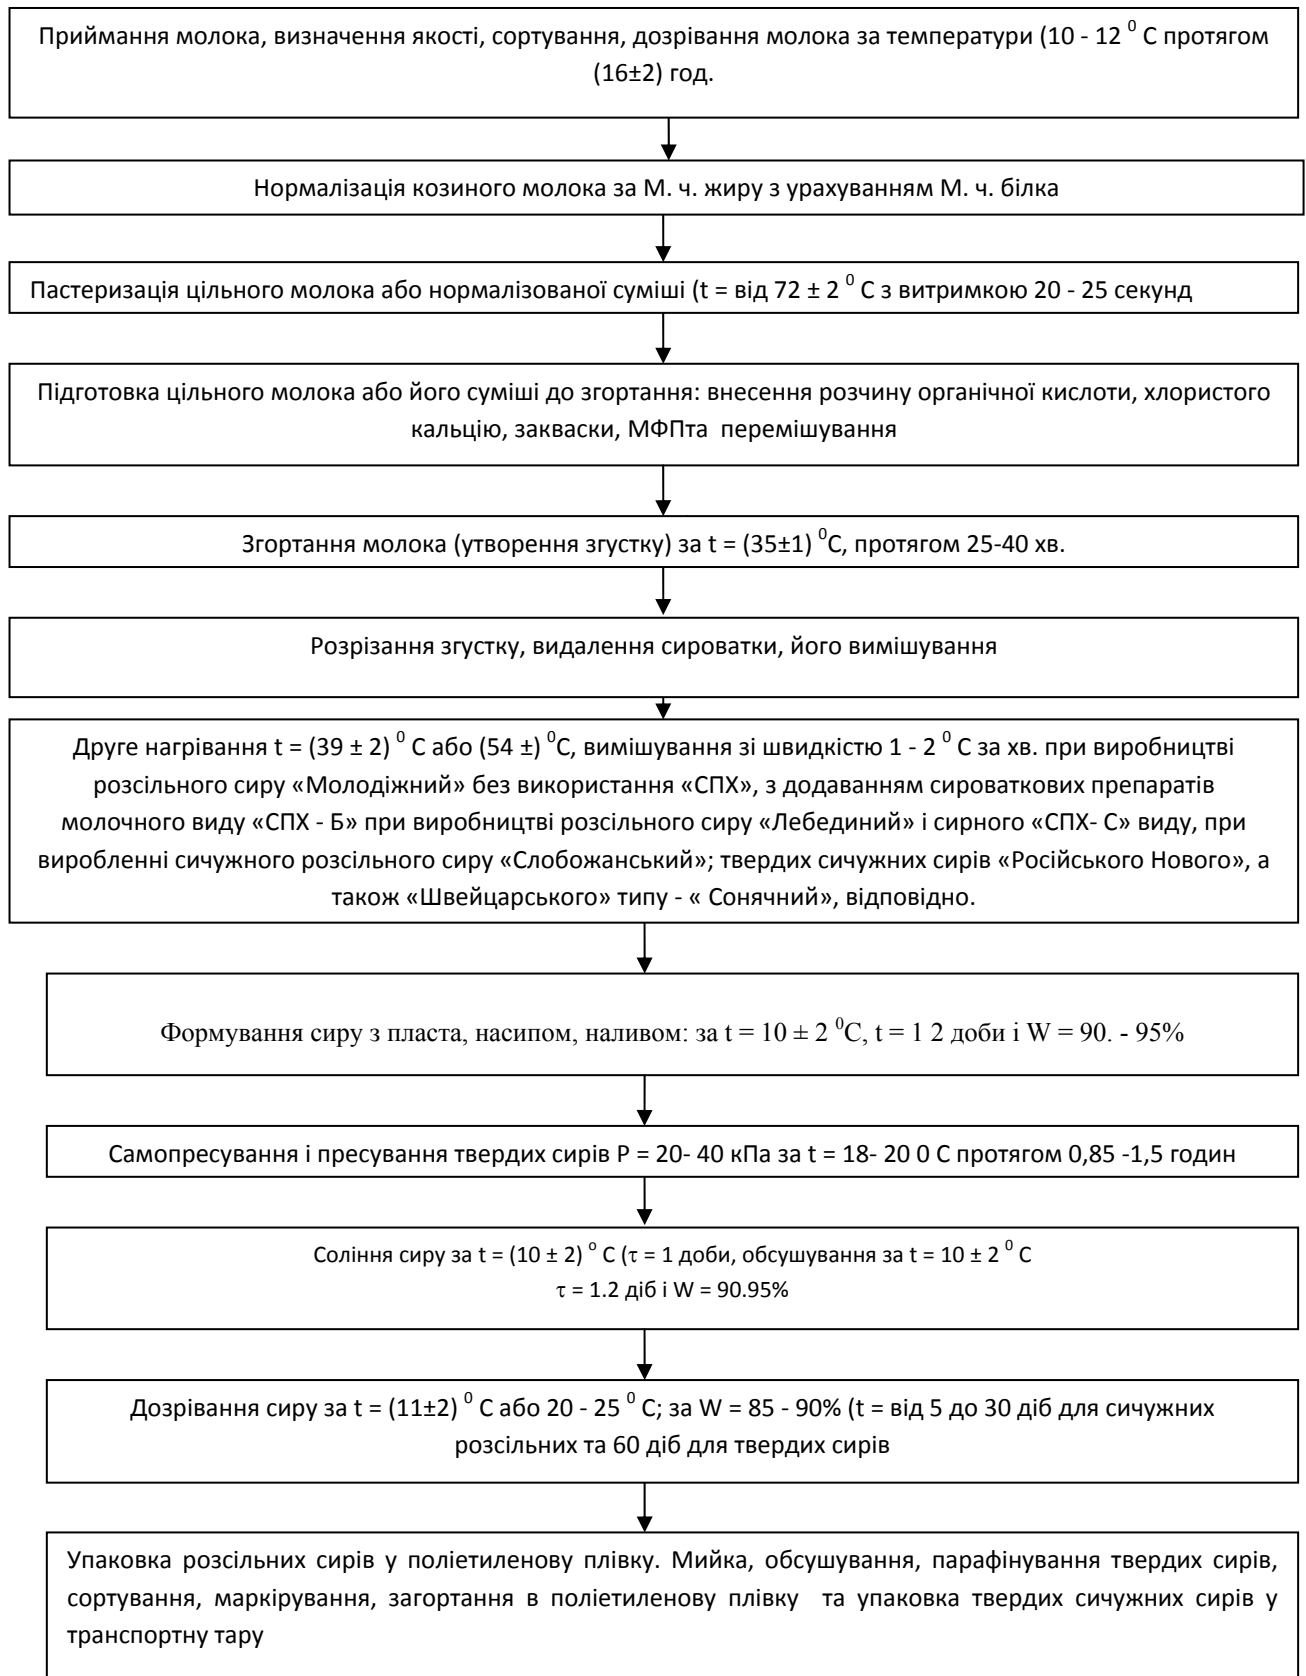 Приймання молока, визначення якості, сортування, дозрівання молока за температури (10 - 12 ⁰ С протягом
(16±2) год.
Нормалізація козиного молока за М. ч. жиру з урахуванням М. ч. білка
Пастеризація цільного молока або нормалізованої суміші (t = від 72 ± 2 ⁰ С з витримкою 20 - 25 секунд
Підготовка цільного молока або його суміші до згортання: внесення розчину органічної кислоти, хлористого
кальцію, закваски, МФПта  перемішування
Згортання молока (утворення згустку) за t = (35±1) ⁰С, протягом 25-40 хв.
Розрізання згустку, видалення сироватки, його вимішування
Друге нагрівання t = (39 ± 2) ⁰ С або (54 ±) ⁰С, вимішування зі швидкістю 1 - 2 ⁰ С за хв. при виробництві
розсільного сиру «Молодіжний» без використання «СПХ», з додаванням сироваткових препаратів
молочного виду «СПХ - Б» при виробництві розсільного сиру «Лебединий» і сирного «СПХ- С» виду, при
виробленні сичужного розсільного сиру «Слобожанський»; твердих сичужних сирів «Російського Нового», а
також «Швейцарського» типу - « Сонячний», відповідно.
Формування сиру з пласта, насипом, наливом: за t = 10 ± 2 ⁰С, t = 1 2 доби і W = 90. - 95%
Самопресування і пресування твердих сирів Р = 20- 40 кПа за t = 18- 20 0 С протягом 0,85 -1,5 годин
Соління сиру за t = (10 ± 2) ⁰ С (τ = 1 доби, обсушування за t = 10 ± 2 ⁰ С
τ = 1.2 діб і W = 90.95%
Дозрівання сиру за t = (11±2) ⁰ С або 20 - 25 ⁰ С; за W = 85 - 90% (t = від 5 до 30 діб для сичужних
розсільних та 60 діб для твердих сирів
Упаковка розсільних сирів у поліетиленову плівку. Мийка, обсушування, парафінування твердих сирів,
сортування, маркірування, загортання в поліетиленову плівку  та упаковка твердих сичужних сирів у
транспортну тару